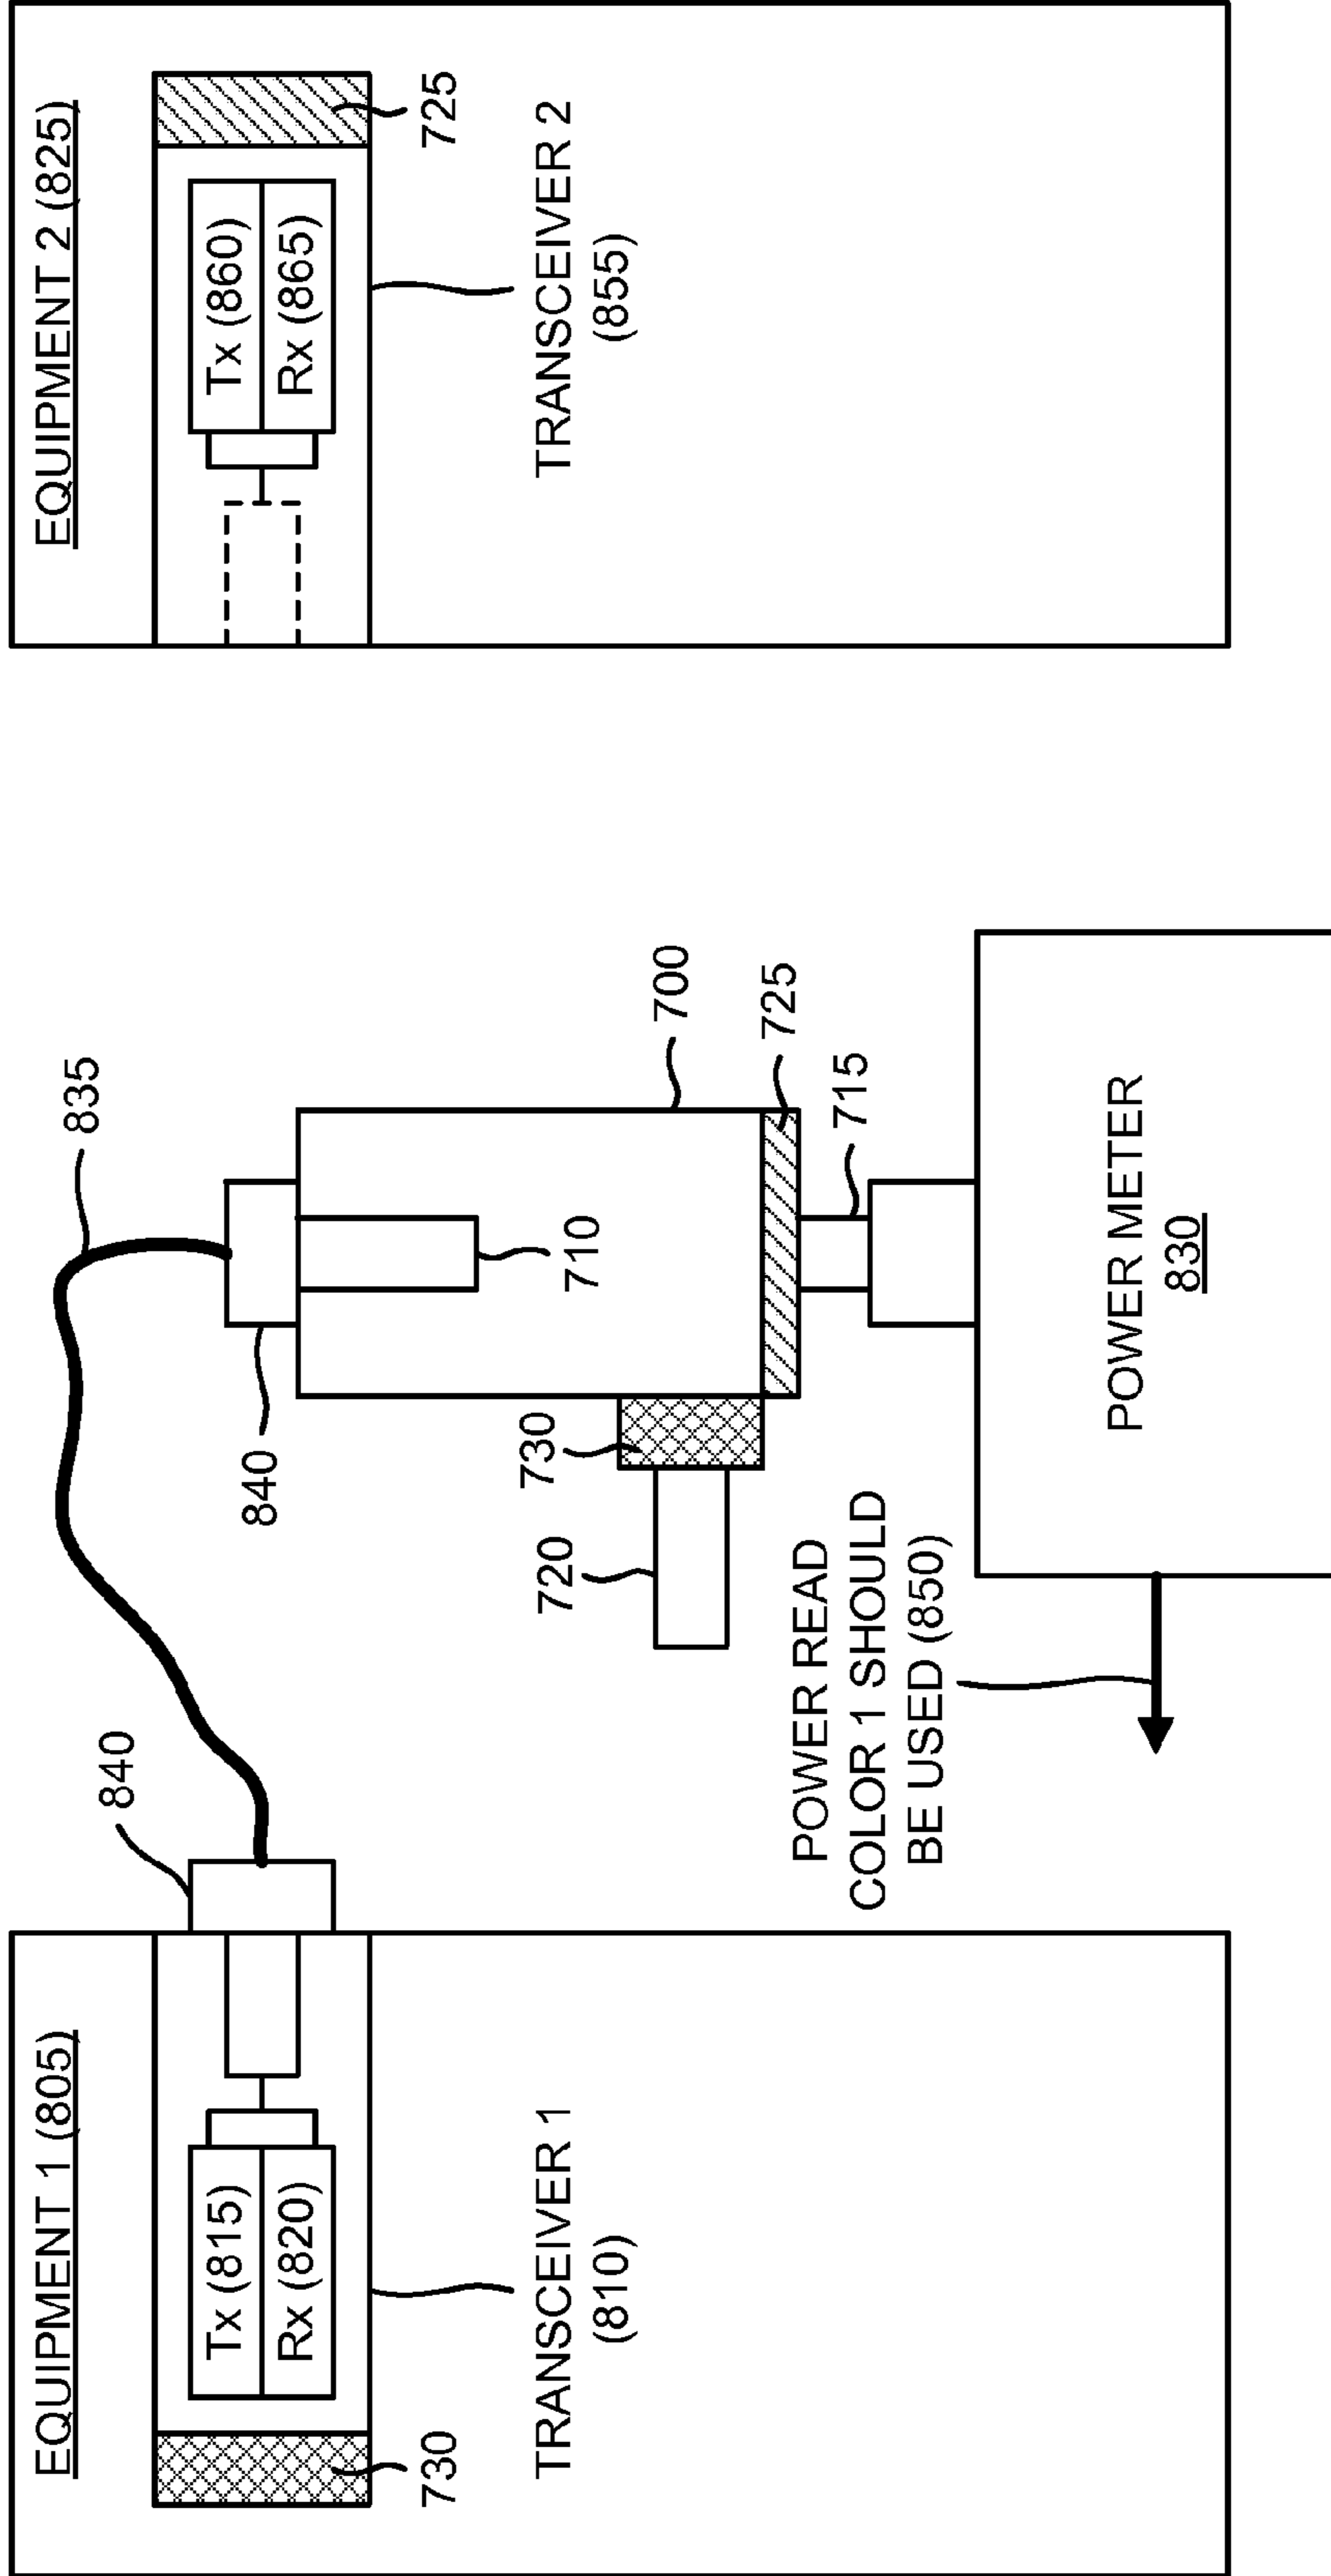 EQUIPMENT 1 (805)
Tx (815)
Rx (820)
730
TRANSCEIVER 1
(810)
840
835
840
710
700
730
725
720
715
POWER READ
COLOR 1 SHOULD
BE USED (850)
POWER METER
830
EQUIPMENT 2 (825)
Tx (860)
Rx (865)
725
TRANSCEIVER 2
(855)